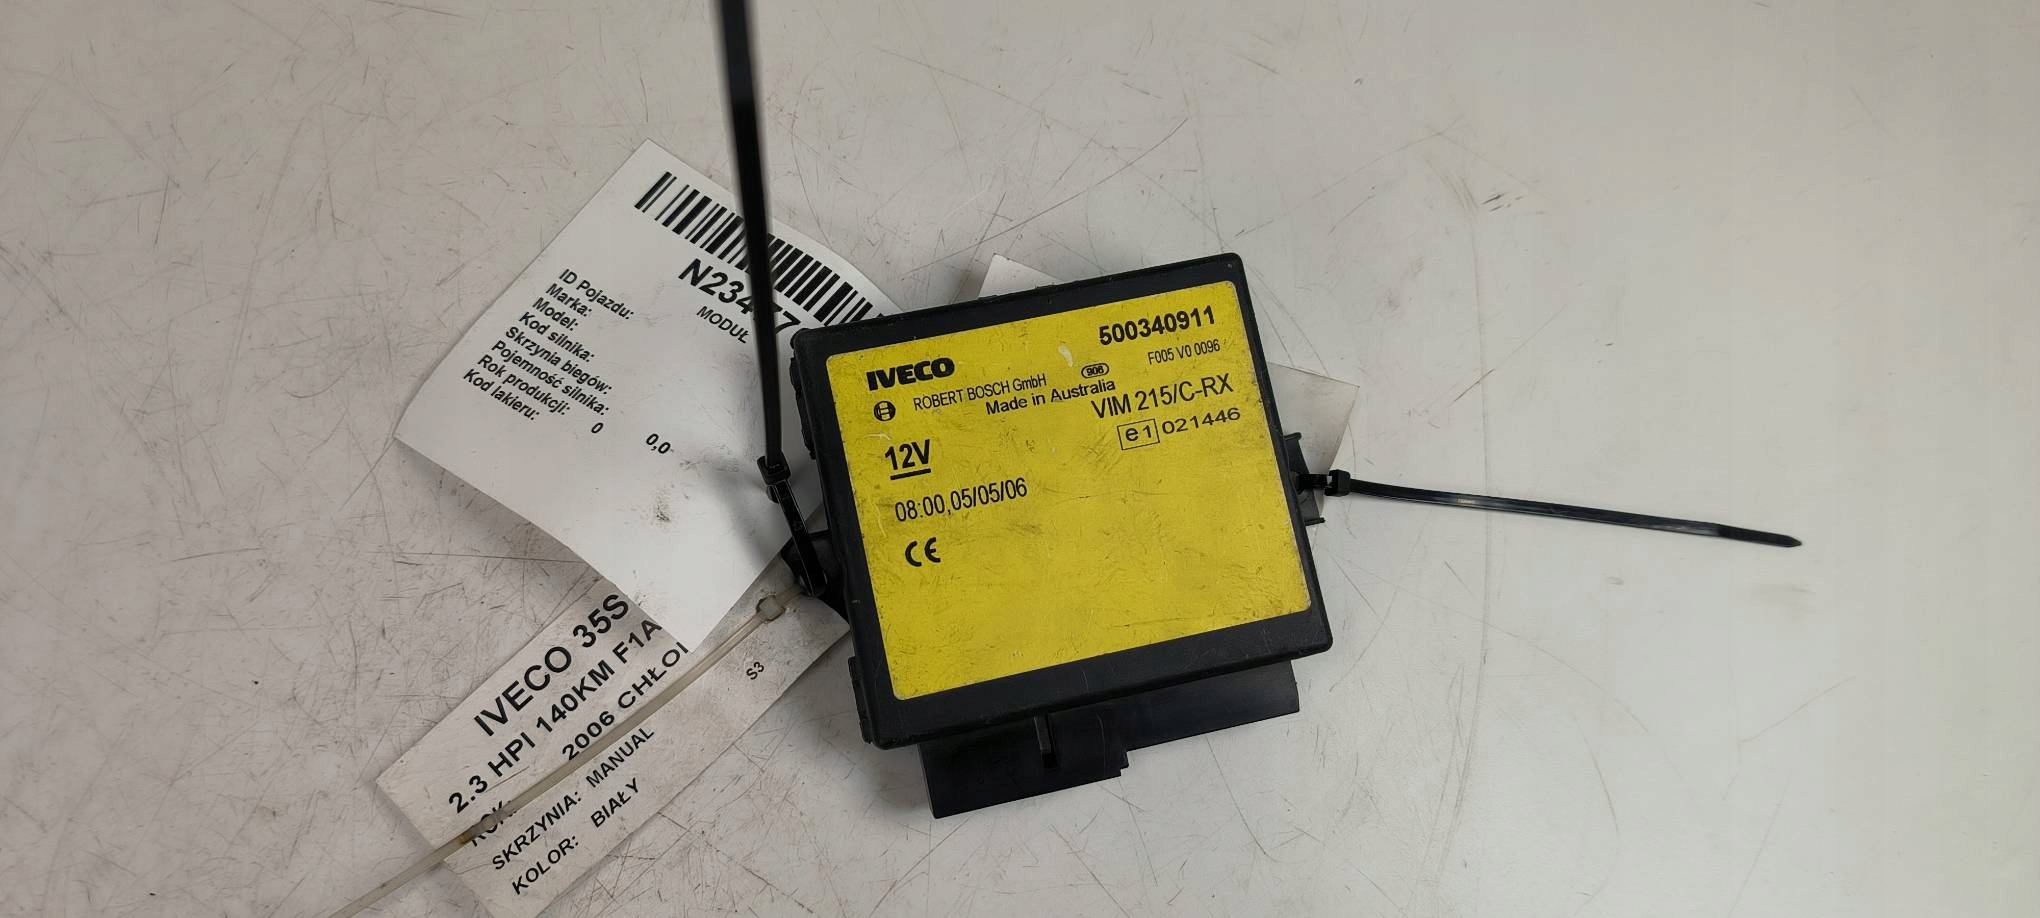 MODUŁ
ID Pojazdu:
Marka:
Model:
Kod silnika:
Skrzynia biegów:
Pojemność silnika: 0,0
Rok produkcji: 0
Kod lakieru:
IVECO 35S
2.3 HPI 140KM F1A
2006
SKRZYNIA: MANUAL
KOLOR: BIAŁY
S3
IVECO
500340911
F005 V0 0096
ROBERT BOSCH GmbH
906
Made in Australia
VIM 215/C-RX
e1 021446
12V
08:00,05/05/06
CE